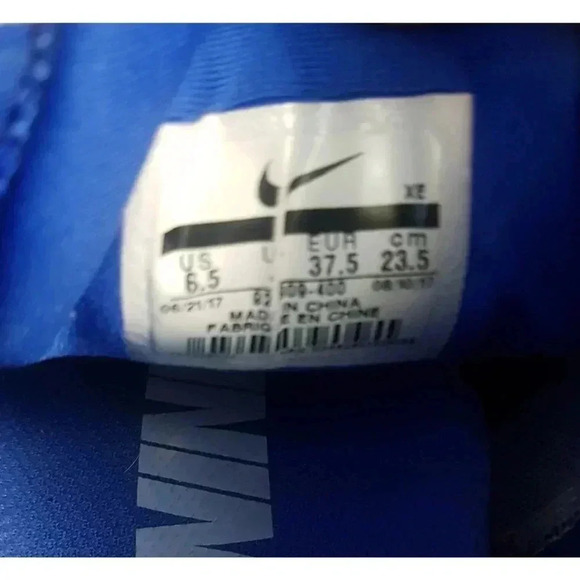 XE
US U EUR cm
6.5 37.5 23.5
06/21/17 08/10/17
MADE IN CHINA
EN CHINE
NI